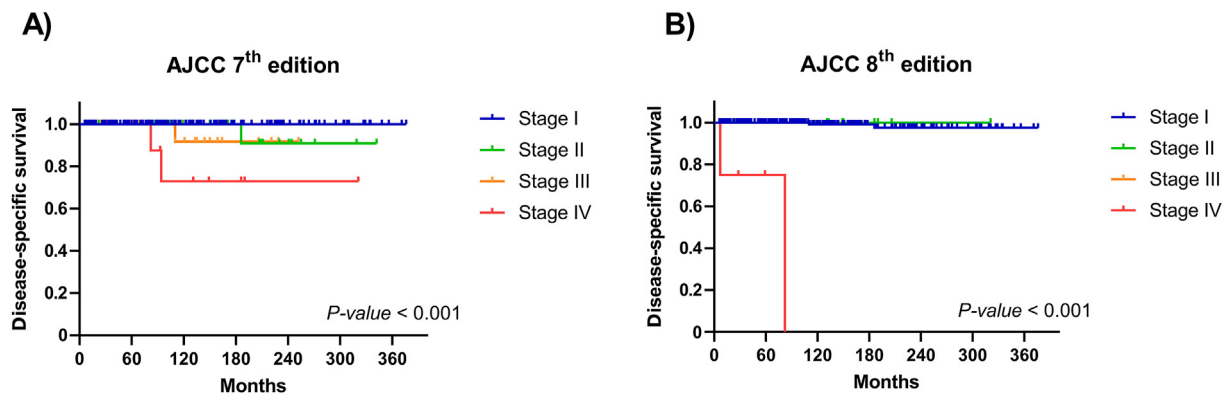 A)
AJCC 7th edition
Disease-specific survival
1.0
0.8
0.6
0.4
0.2
0
0 60 120 180 240 300 360
Months
P-value < 0.001
Stage I
Stage II
Stage III
Stage IV
B)
AJCC 8th edition
Disease-specific survival
1.0
0.8
0.6
0.4
0.2
0
0 60 120 180 240 300 360
Months
P-value < 0.001
Stage I
Stage II
Stage III
Stage IV